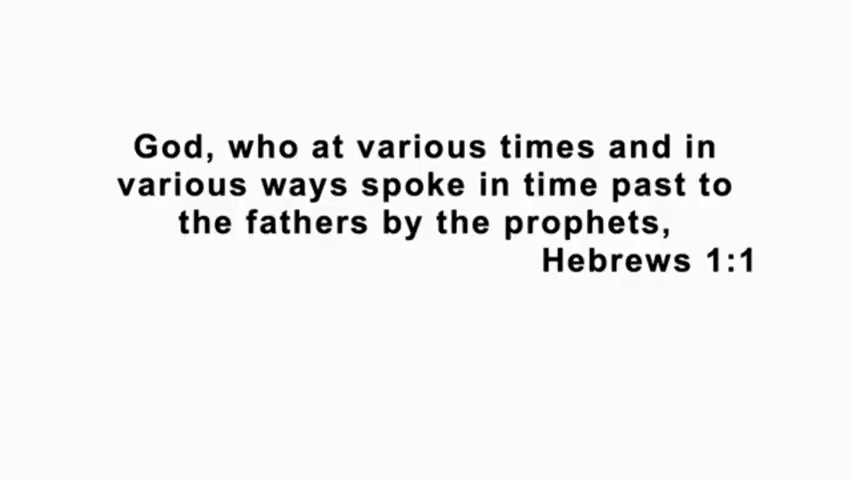 God, who at various times and in
various ways spoke in time past to
the fathers by the prophets,
Hebrews 1:1